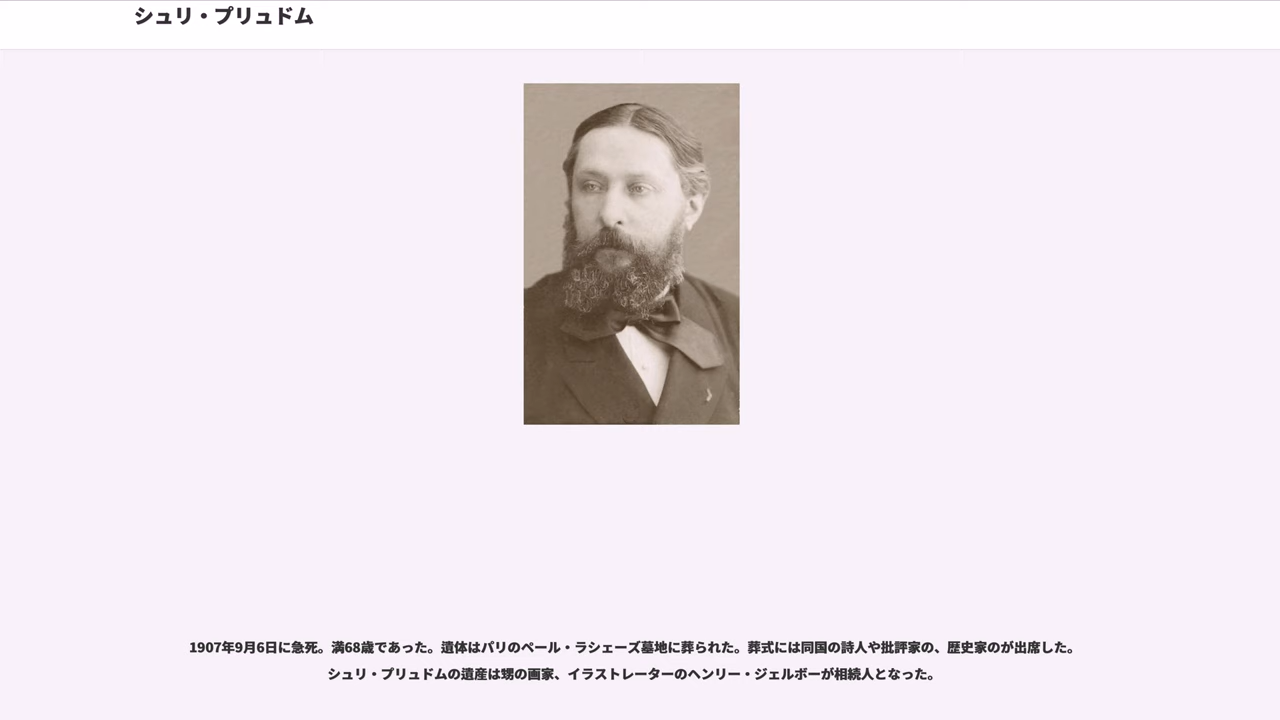 シュリ・プリュドム
1907年9月6日に急死。満68歳であった。遺体はパリのペール・ラシェーズ墓地に葬られた。葬式には同国の詩人や批評家の、歴史家のが出席した。
シュリ・プリュドムの遺産は甥の画家、イラストレーターのヘンリー・ジェルボーが相続人となった。